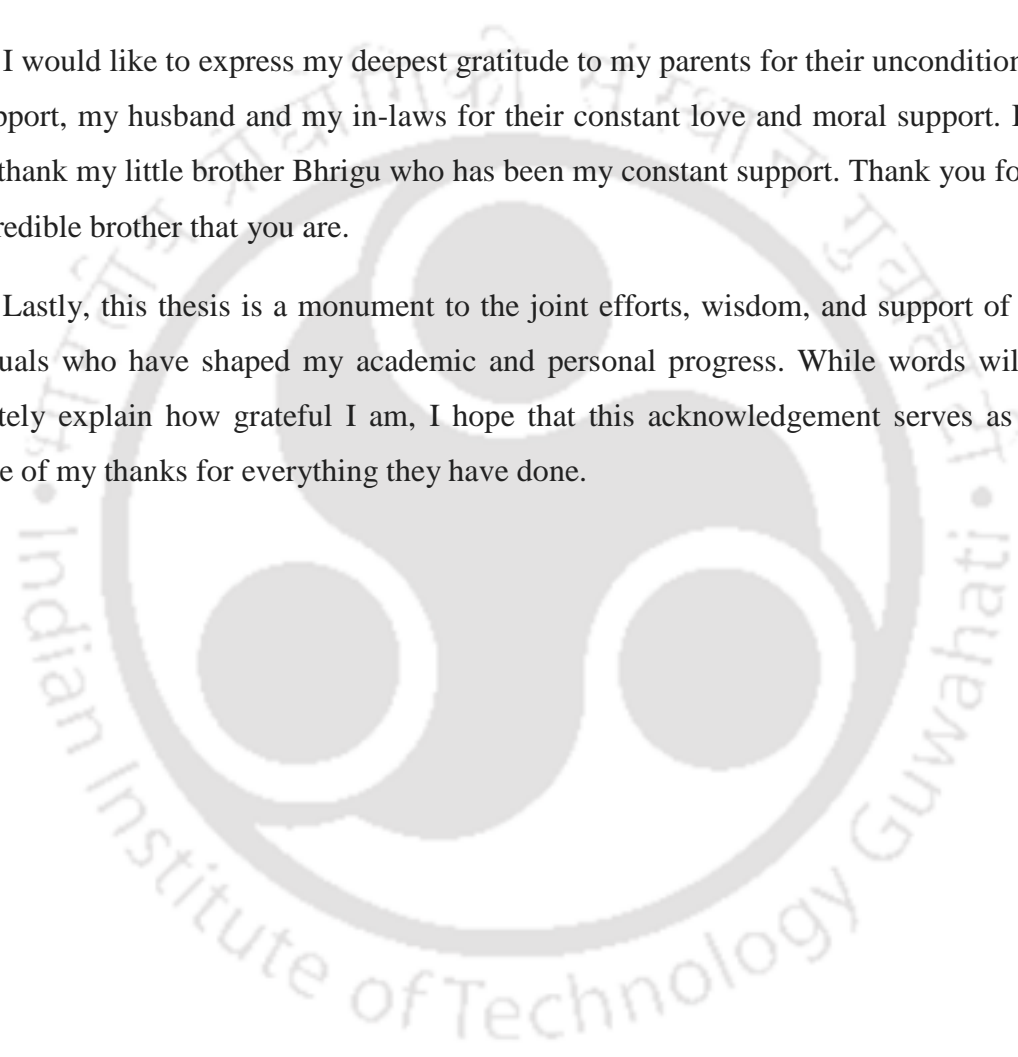 I would like to express my deepest gratitude to my parents for their uncondition
pport, my husband and my in-laws for their constant love and moral support. I
thank my little brother Bhrigu who has been my constant support. Thank you fo
redible brother that you are.
Lastly, this thesis is a monument to the joint efforts, wisdom, and support of
uals who have shaped my academic and personal progress. While words wil
tely explain how grateful I am, I hope that this acknowledgement serves as
e of my thanks for everything they have done.
भारतीय प्रौद्योगिकी संस्थान गुवाहाटी
• Indian Institute of Technology Guwahati •